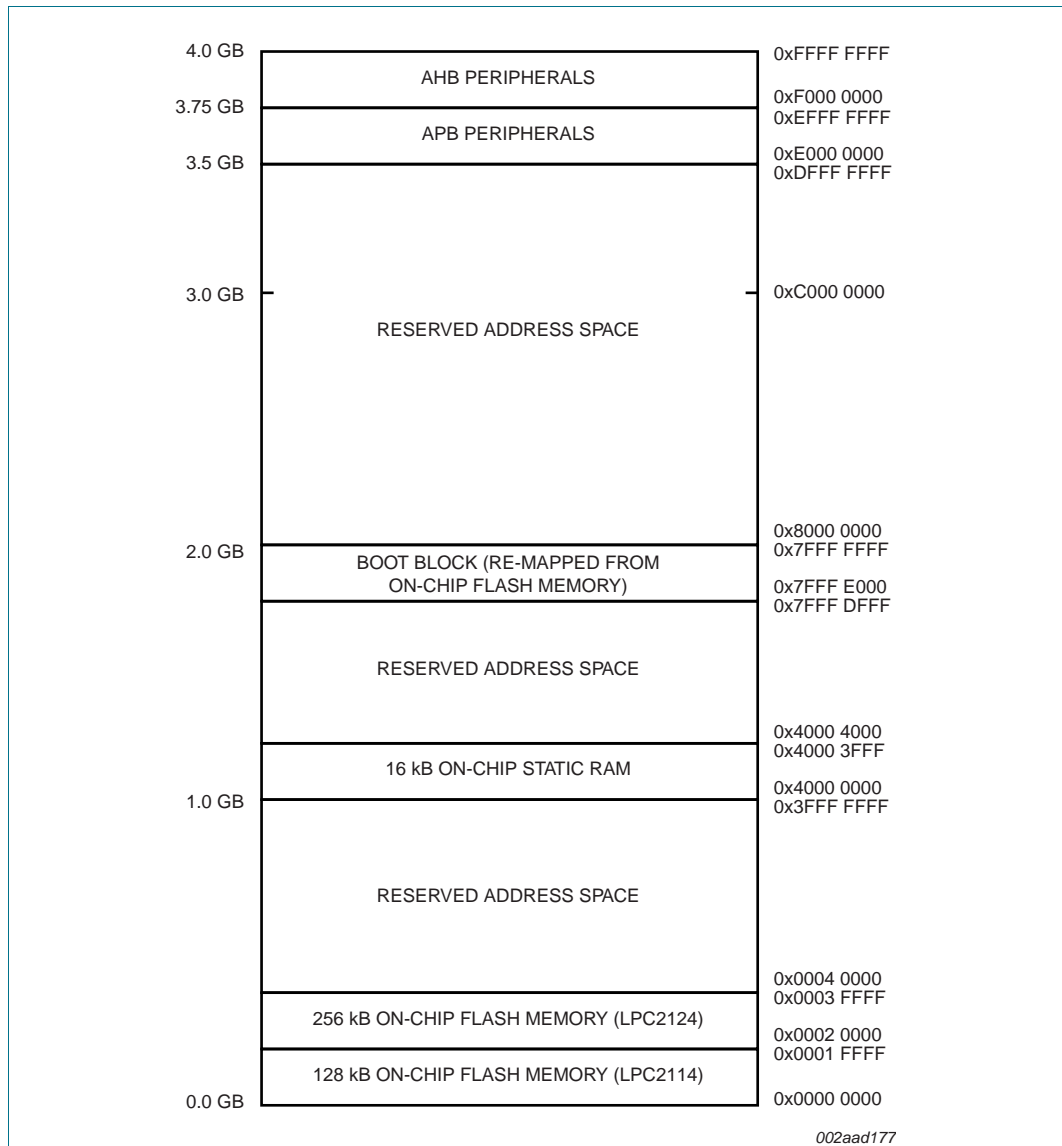 4.0 GB
0xFFFF FFFF
AHB PERIPHERALS
0xF000 0000
3.75 GB
0xEFFF FFFF
APB PERIPHERALS
0xE000 0000
3.5 GB
0xDFFF FFFF
3.0 GB
0xC000 0000
RESERVED ADDRESS SPACE
0x8000 0000
2.0 GB
0x7FFF FFFF
BOOT BLOCK (RE-MAPPED FROM
ON-CHIP FLASH MEMORY)
0x7FFF E000
0x7FFF DFFF
RESERVED ADDRESS SPACE
0x4000 4000
0x4000 3FFF
16 kB ON-CHIP STATIC RAM
0x4000 0000
1.0 GB
0x3FFF FFFF
RESERVED ADDRESS SPACE
0x0004 0000
0x0003 FFFF
256 kB ON-CHIP FLASH MEMORY (LPC2124)
0x0002 0000
0x0001 FFFF
128 kB ON-CHIP FLASH MEMORY (LPC2114)
0.0 GB
0x0000 0000
002aad177